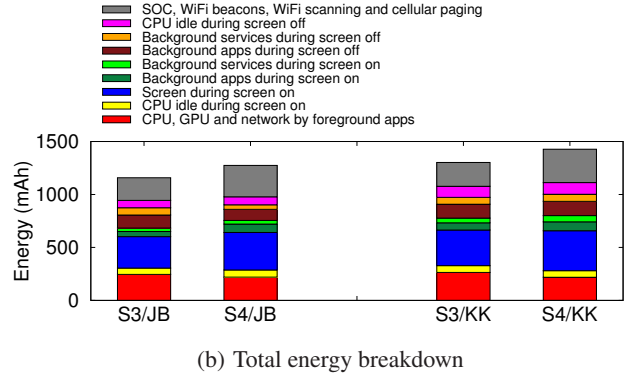 SOC, WiFi beacons, WiFi scanning and cellular paging
CPU idle during screen off
Background services during screen off
Background apps during screen off
Background services during screen on
Background apps during screen on
Screen during screen on
CPU idle during screen on
CPU, GPU and network by foreground apps
1500
1000
500
0
Energy (mAh)
S3/JB S4/JB S3/KK S4/KK
(b) Total energy breakdown